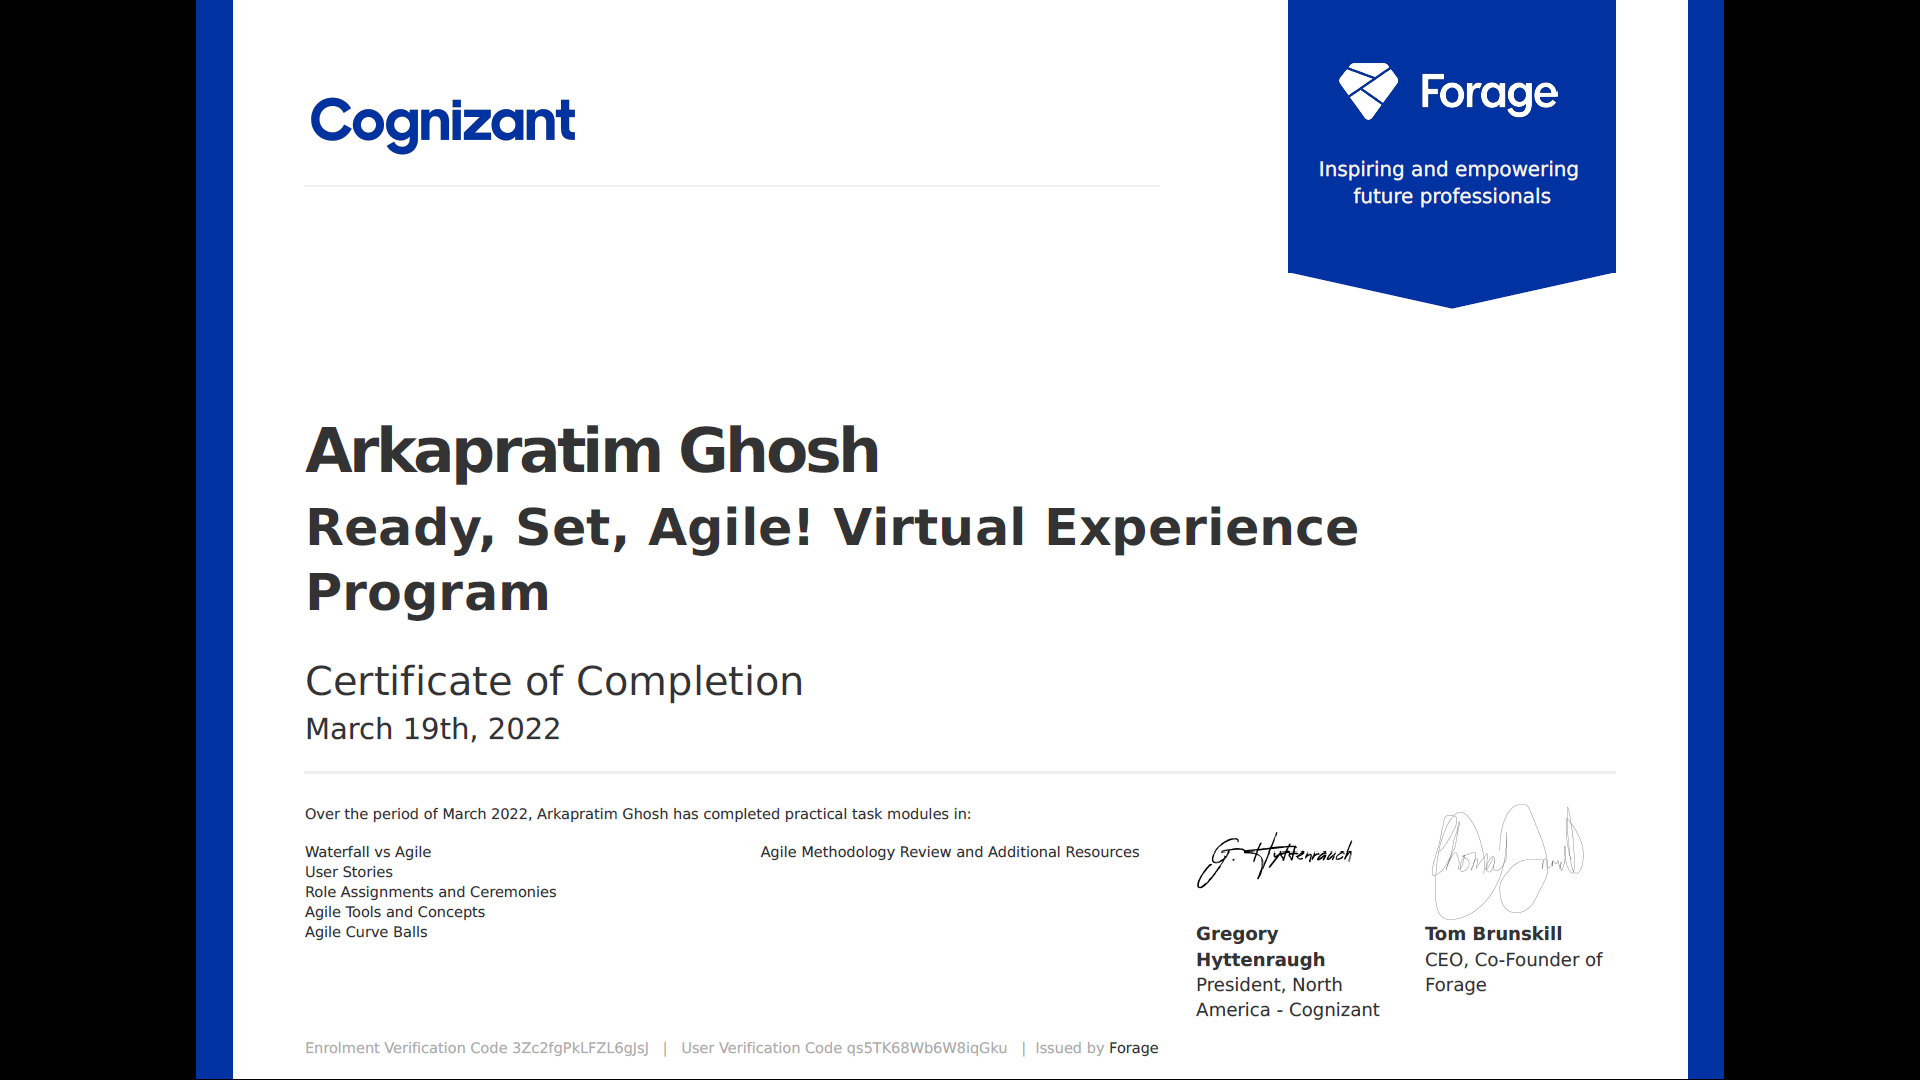 Cognizant
Forage
Inspiring and empowering
future professionals
Arkapratim Ghosh
Ready, Set, Agile! Virtual Experience
Program
Certificate of Completion
March 19th, 2022
Over the period of March 2022, Arkapratim Ghosh has completed practical task modules in:
Waterfall vs Agile
User Stories
Role Assignments and Ceremonies
Agile Tools and Concepts
Agile Curve Balls
Agile Methodology Review and Additional Resources
G. Hyttenrauch
Gregory
Hyttenraugh
President, North
America - Cognizant
Tom Brunskill
CEO, Co-Founder of
Forage
Enrolment Verification Code 3Zc2fgPkLFZL6gJsJ | User Verification Code qs5TK68Wb6W8iqGku | Issued by Forage